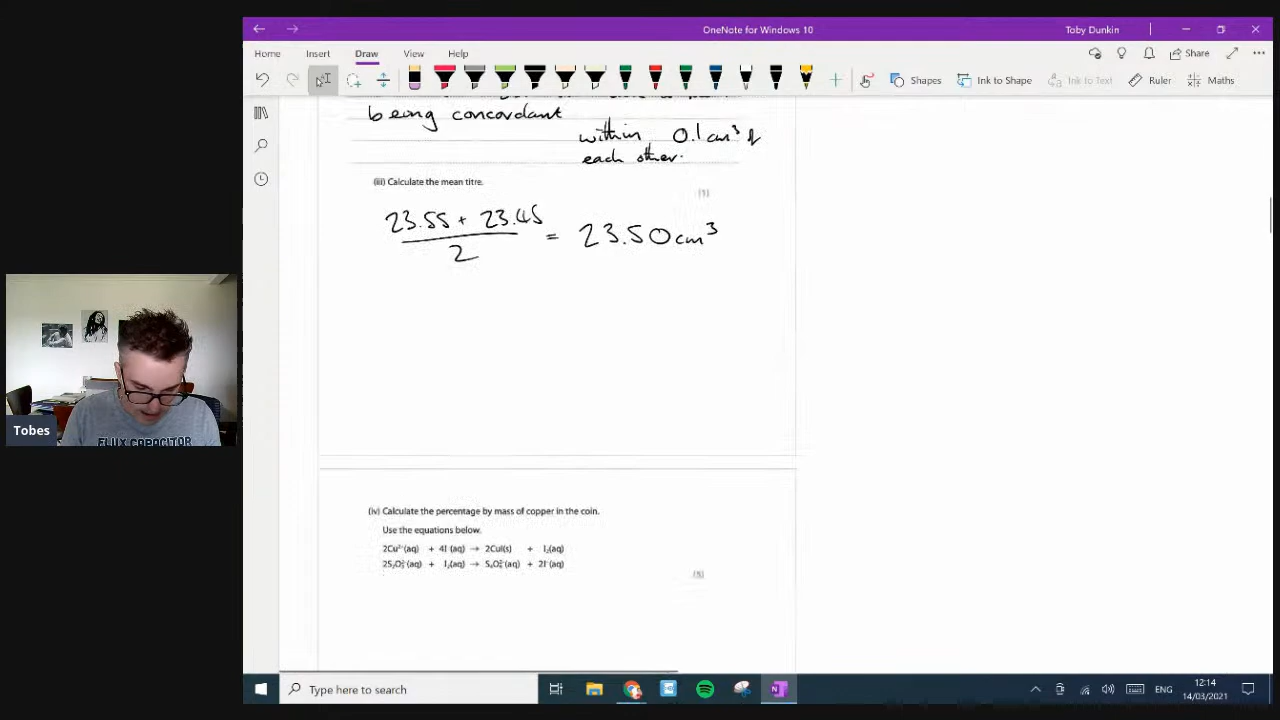 OneNote for Windows 10
Toby Dunkin
Home Insert Draw View Help
Share
Shapes Ink to Shape Ink to Text Ruler Maths
being concordant
within 0.1cm³ of
each other.
(iii) Calculate the mean titre.
(1)
23.55 + 23.45
2
= 23.50cm³
Tobes
FLUX CAPACITOR
(iv) Calculate the percentage by mass of copper in the coin.
Use the equations below.
2Cu²⁺(aq) + 4I⁻(aq) → 2CuI(s) + I₂(aq)
2S₂O₃²⁻(aq) + I₂(aq) → S₄O₆²⁻(aq) + 2I⁻(aq)
(5)
Type here to search
ENG
12:14
14/03/2021